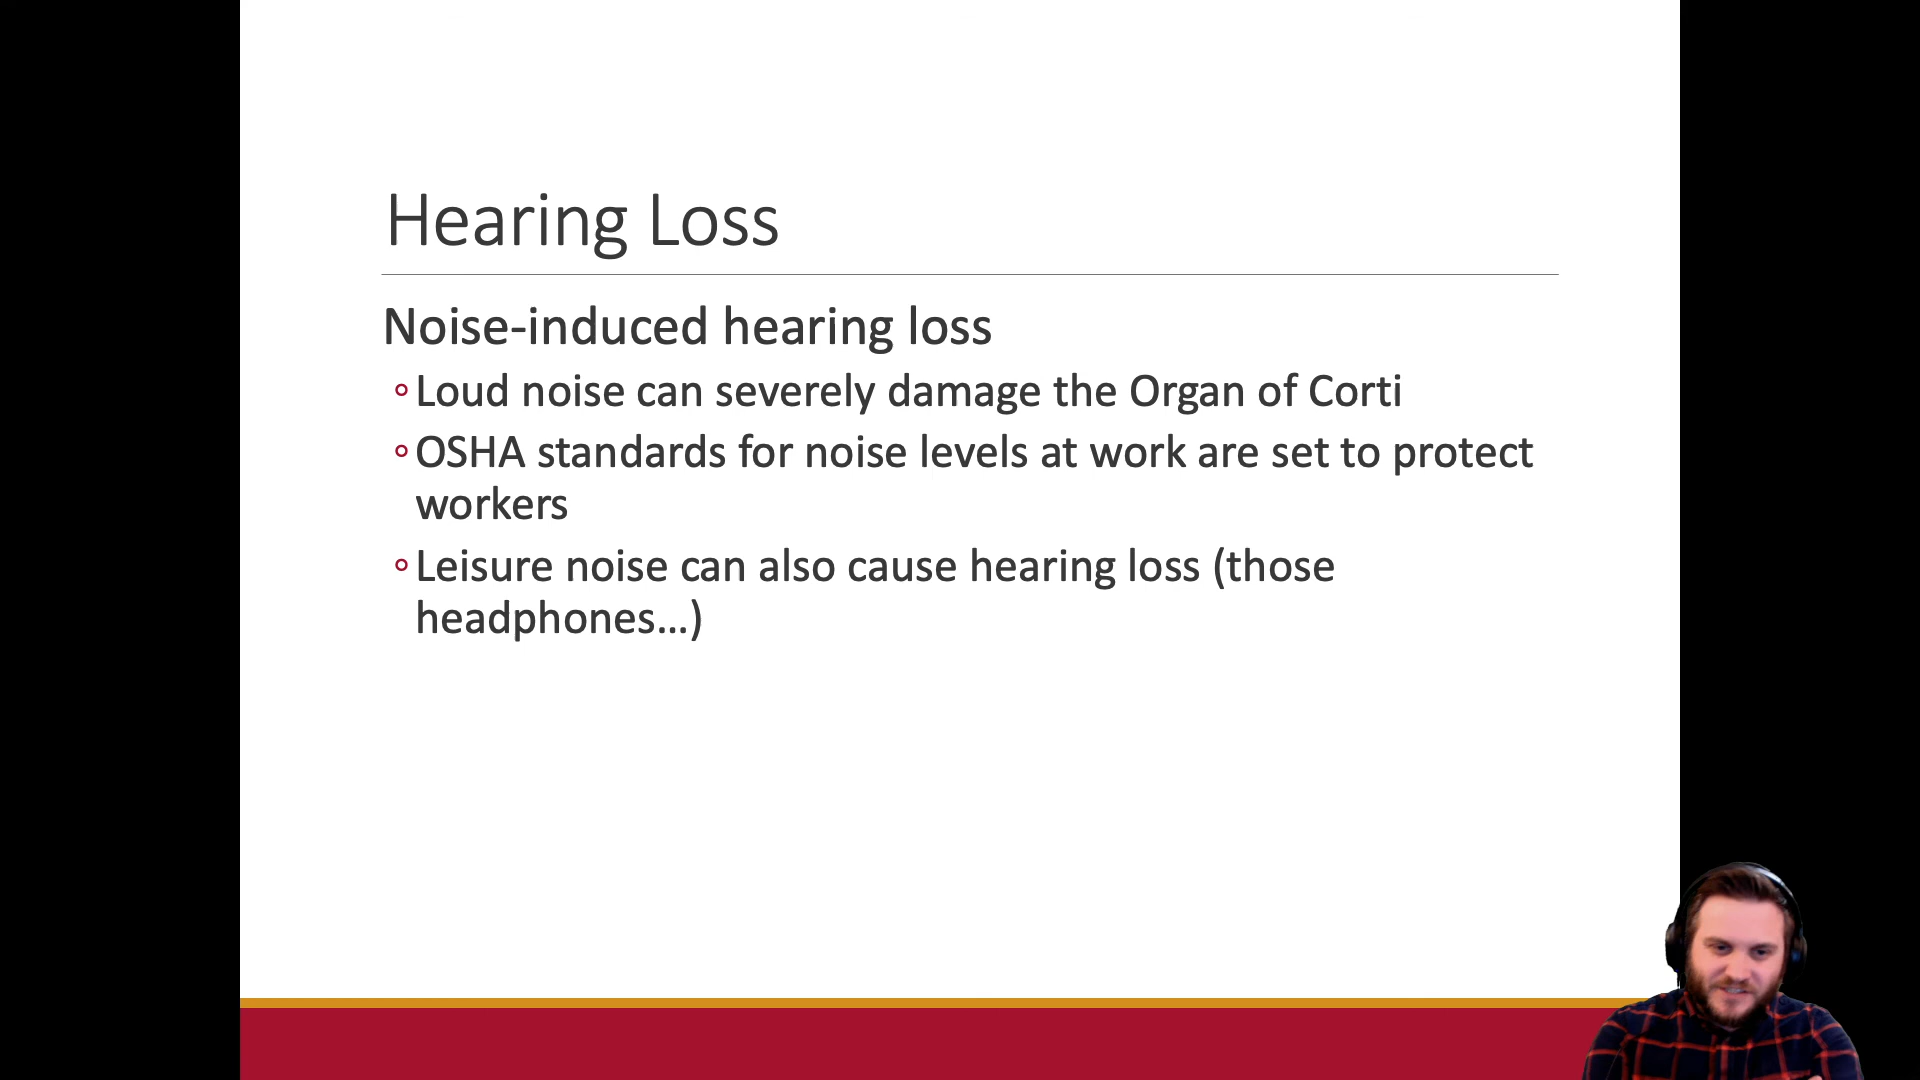 Hearing Loss
Noise-induced hearing loss
◦Loud noise can severely damage the Organ of Corti
◦OSHA standards for noise levels at work are set to protect
workers
◦Leisure noise can also cause hearing loss (those
headphones…)